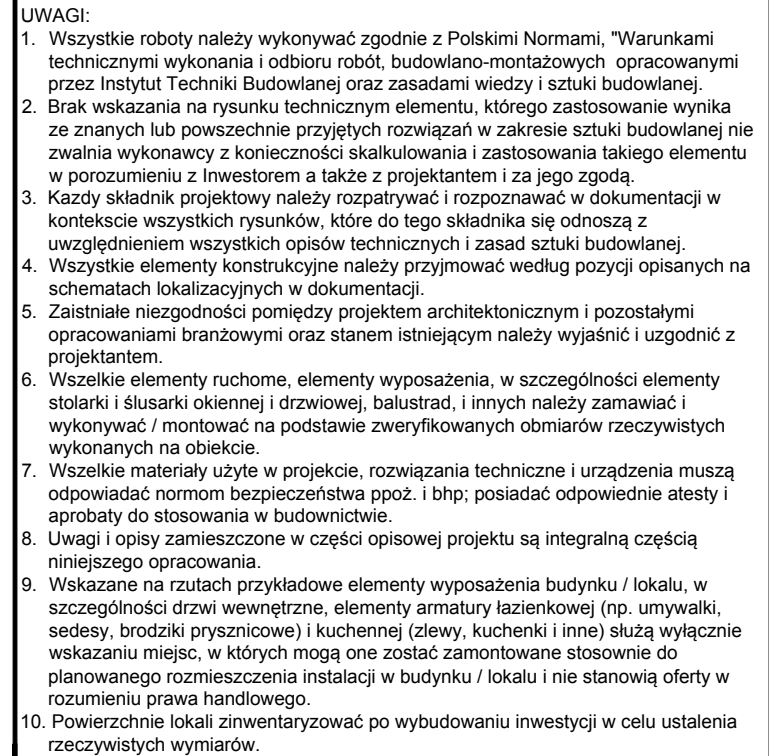 UWAGI:
1. Wszystkie roboty należy wykonywać zgodnie z Polskimi Normami, "Warunkami
technicznymi wykonania i odbioru robót, budowlano-montażowych opracowanymi
przez Instytut Techniki Budowlanej oraz zasadami wiedzy i sztuki budowlanej.
2. Brak wskazania na rysunku technicznym elementu, którego zastosowanie wynika
ze znanych lub powszechnie przyjętych rozwiązań w zakresie sztuki budowlanej nie
zwalnia wykonawcy z konieczności skalkulowania i zastosowania takiego elementu
w porozumieniu z Inwestorem a także z projektantem i za jego zgodą.
3. Kazdy składnik projektowy należy rozpatrywać i rozpoznawać w dokumentacji w
kontekscie wszystkich rysunków, które do tego składnika się odnoszą z
uwzględnieniem wszystkich opisów technicznych i zasad sztuki budowlanej.
4. Wszystkie elementy konstrukcyjne należy przyjmować według pozycji opisanych na
schematach lokalizacyjnych w dokumentacji.
5. Zaistniałe niezgodności pomiędzy projektem architektonicznym i pozostałymi
opracowaniami branżowymi oraz stanem istniejącym należy wyjaśnić i uzgodnić z
projektantem.
6. Wszelkie elementy ruchome, elementy wyposażenia, w szczególności elementy
stolarki i ślusarki okiennej i drzwiowej, balustrad, i innych należy zamawiać i
wykonywać / montować na podstawie zweryfikowanych obmiarów rzeczywistych
wykonanych na obiekcie.
7. Wszelkie materiały użyte w projekcie, rozwiązania techniczne i urządzenia muszą
odpowiadać normom bezpieczeństwa ppoż. i bhp; posiadać odpowiednie atesty i
aprobaty do stosowania w budownictwie.
8. Uwagi i opisy zamieszczone w części opisowej projektu są integralną częścią
niniejszego opracowania.
9. Wskazane na rzutach przykładowe elementy wyposażenia budynku / lokalu, w
szczególności drzwi wewnętrzne, elementy armatury łazienkowej (np. umywalki,
sedesy, brodziki prysznicowe) i kuchennej (zlewy, kuchenki i inne) służą wyłącznie
wskazaniu miejsc, w których mogą one zostać zamontowane stosownie do
planowanego rozmieszczenia instalacji w budynku / lokalu i nie stanowią oferty w
rozumieniu prawa handlowego.
10. Powierzchnie lokali zinwentaryzować po wybudowaniu inwestycji w celu ustalenia
rzeczywistych wymiarów.